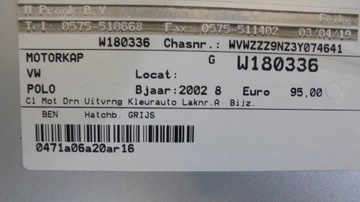 M Peaak B V
Tel: 0575-510668 Fax: 0575-511402 03/04/19
W180336 Chasnr.: WVWZZZ9NZ3Y074641
MOTORKAP G W180336
VW Locat:
POLO Bjaar:2002 8 Euro 95,00
Cl Mot Drn Uitvrng Kleurauto Laknr.A Bijz.
BEN Hatchb. GRIJS
0471a06a20ar16